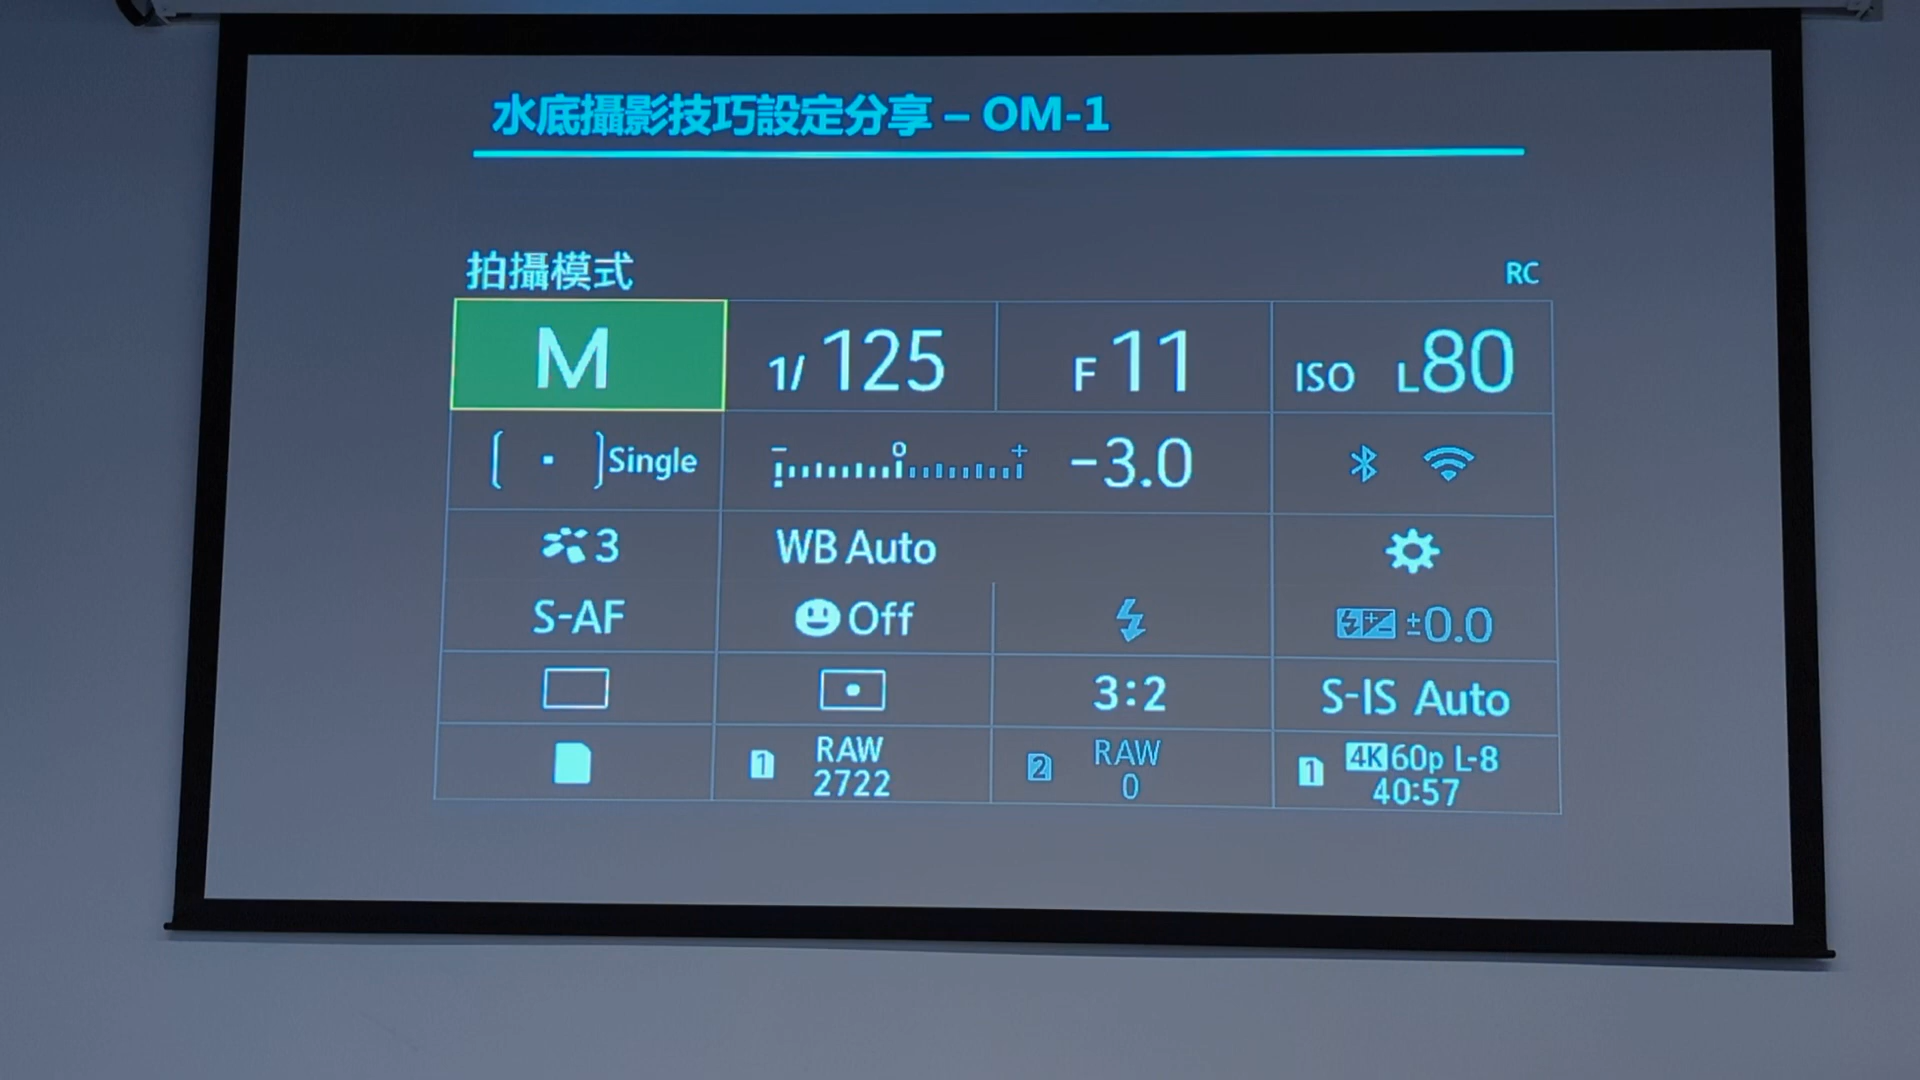 水底攝影技巧設定分享 – OM-1
拍攝模式
RC
M
1/125
F11
ISO L80
[ · ]Single
− 0 + −3.0
3
WB Auto
S-AF
Off
±0.0
3:2
S-IS Auto
1 RAW
2722
2 RAW
0
1 4K 60p L-8
40:57